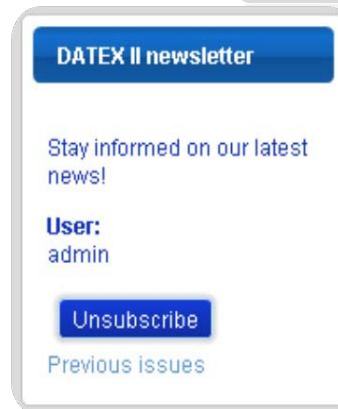 DATEX II newsletter
Stay informed on our latest
news!
User:
admin
Unsubscribe
Previous issues